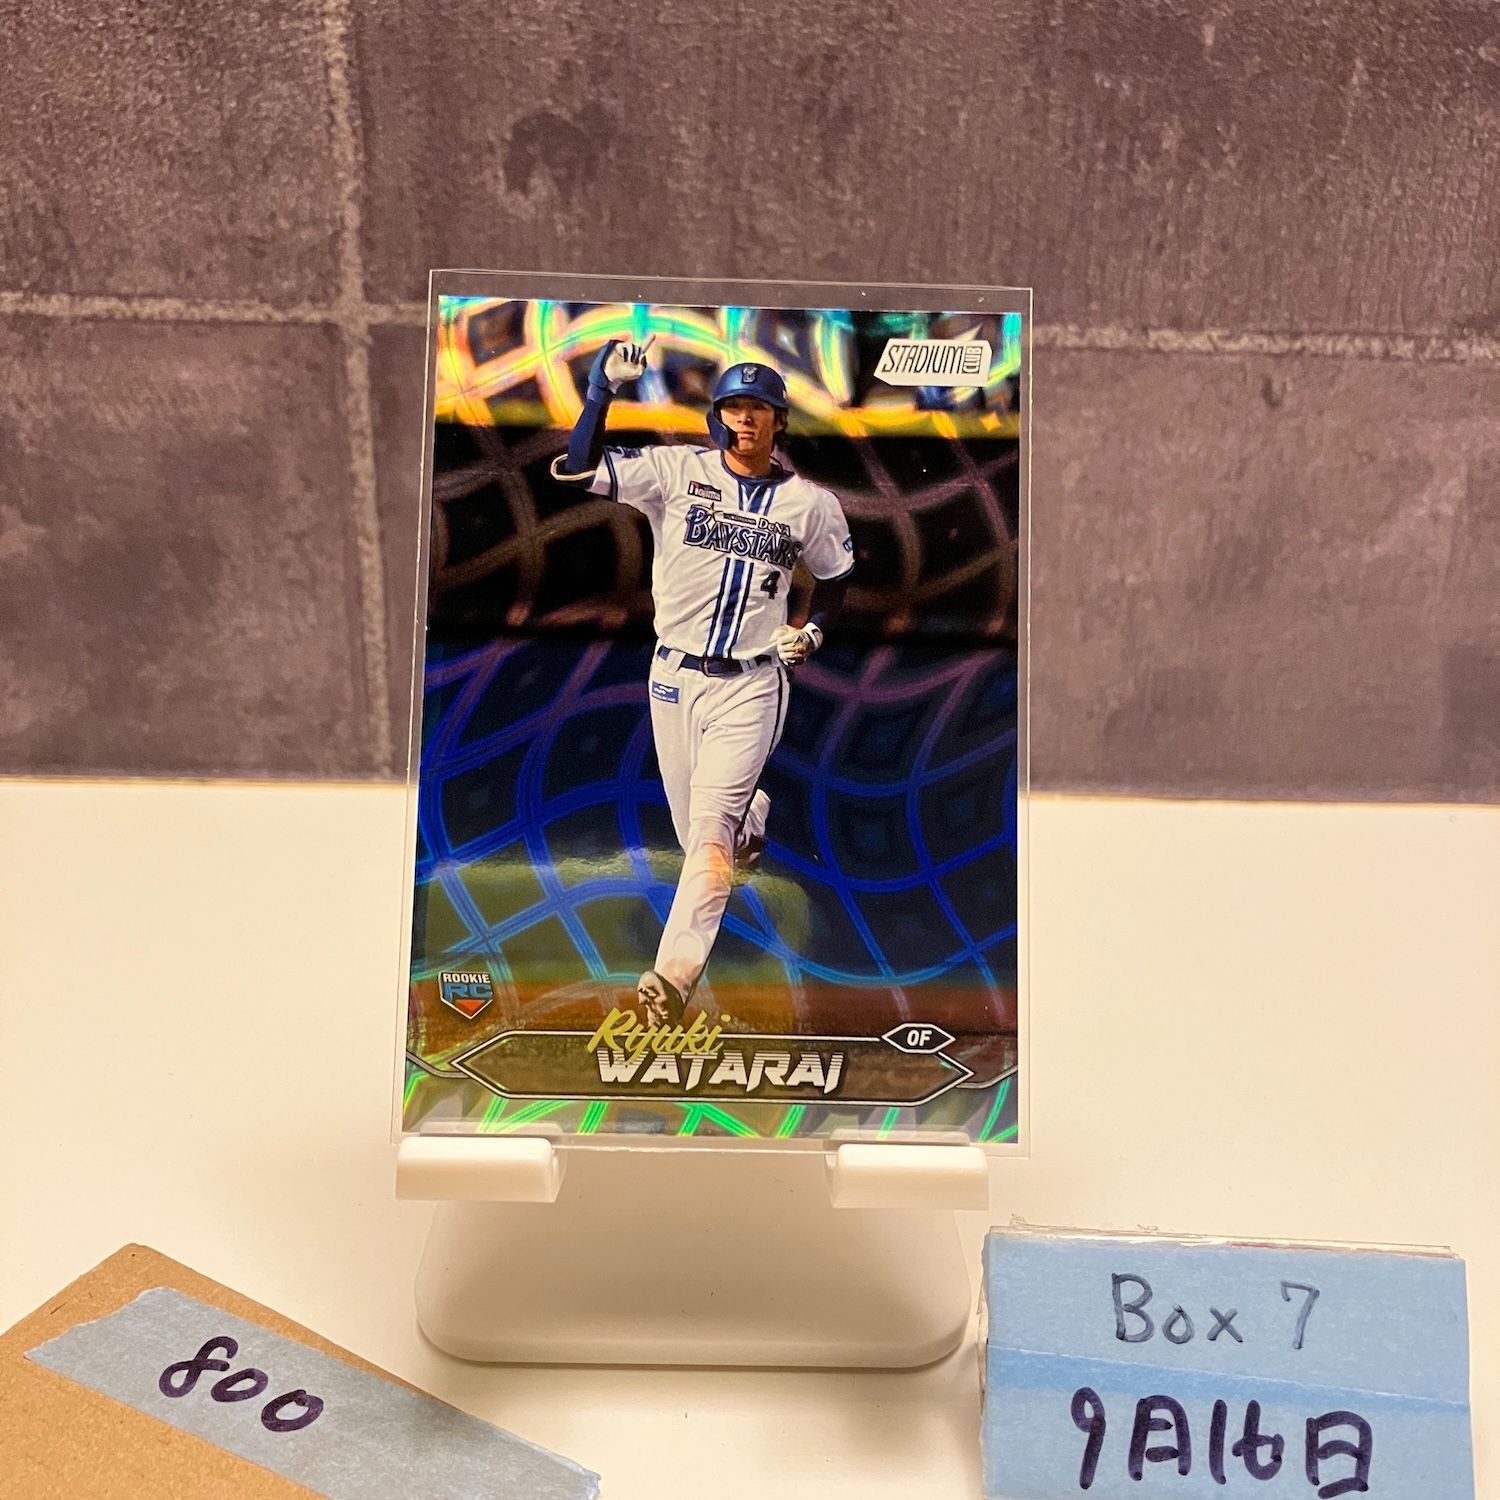 STADIUM CLUB
DeNA
BAYSTARS
4
ROOKIE
RC
Ryuki
WATARAI
OF
800
Box 7
9月16日